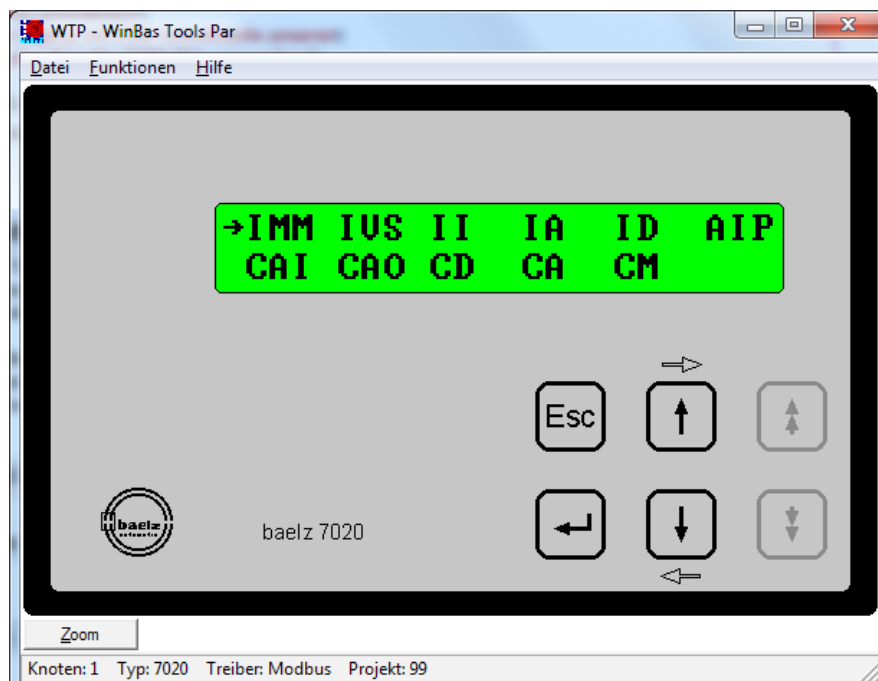 WTP - WinBas Tools Par
Datei Funktionen Hilfe
→IMM IVS II IA ID AIP
CAI CAO CD CA CM
Esc
baelz
automatic
baelz 7020
Zoom
Knoten: 1 Typ: 7020 Treiber: Modbus Projekt: 99